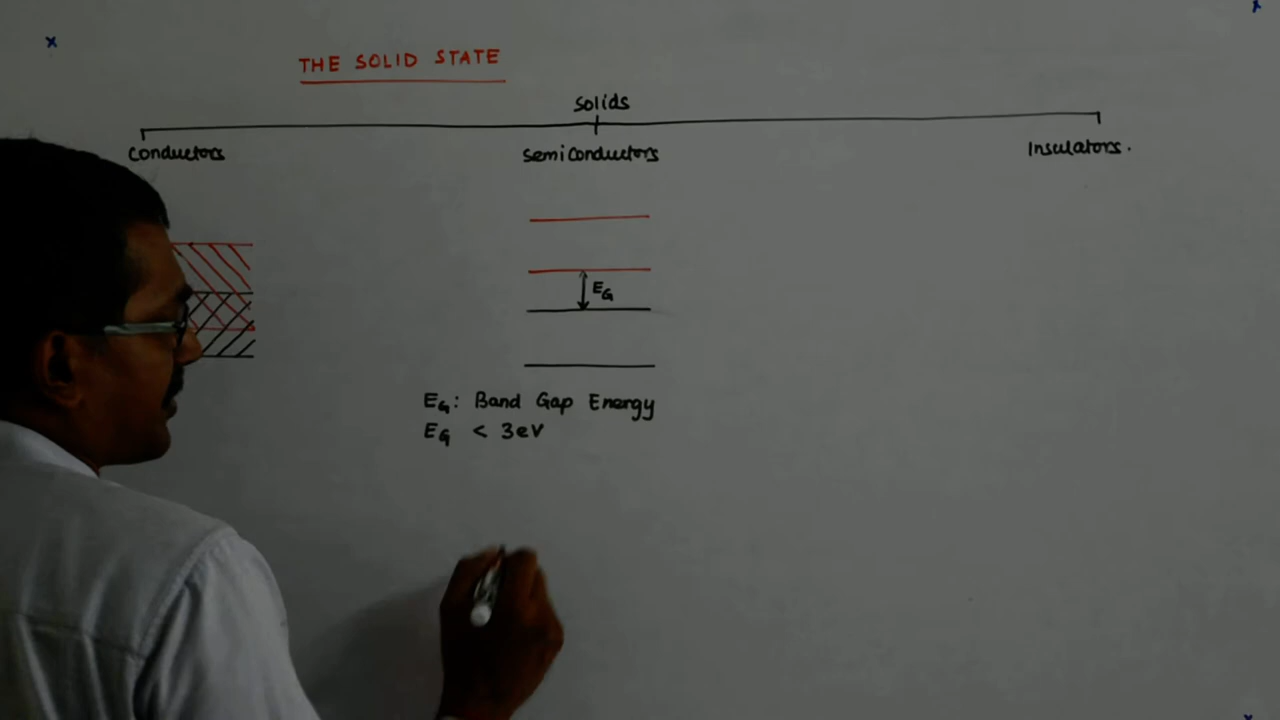 THE SOLID STATE
Solids
Conductors
Semiconductors
Insulators.
EG
EG: Band Gap Energy
EG < 3eV